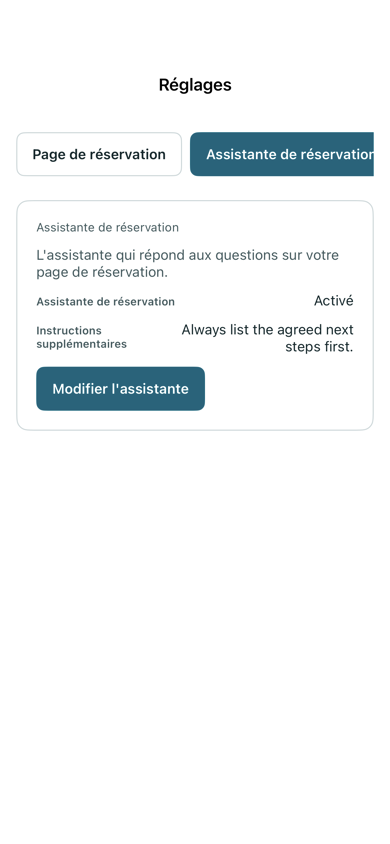 Réglages
Page de réservation
Assistante de réservation
Assistante de réservation
L'assistante qui répond aux questions sur votre
page de réservation.
Assistante de réservation
Activé
Instructions
supplémentaires
Always list the agreed next
steps first.
Modifier l'assistante